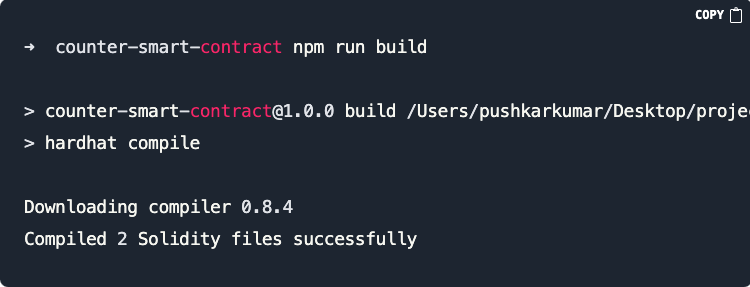 COPY
➜ counter-smart-contract npm run build
> counter-smart-contract@1.0.0 build /Users/pushkarkumar/Desktop/projec
> hardhat compile
Downloading compiler 0.8.4
Compiled 2 Solidity files successfully